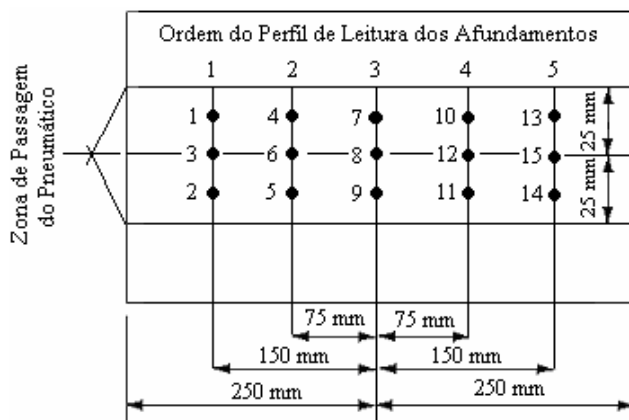 Ordem do Perfil de Leitura dos Afundamentos
1 2 3 4 5
Zona de Passagem
do Pneumático
1 4 7 10 13
3 6 8 12 15
2 5 9 11 14
25 mm
25 mm
75 mm 75 mm
150 mm 150 mm
250 mm 250 mm